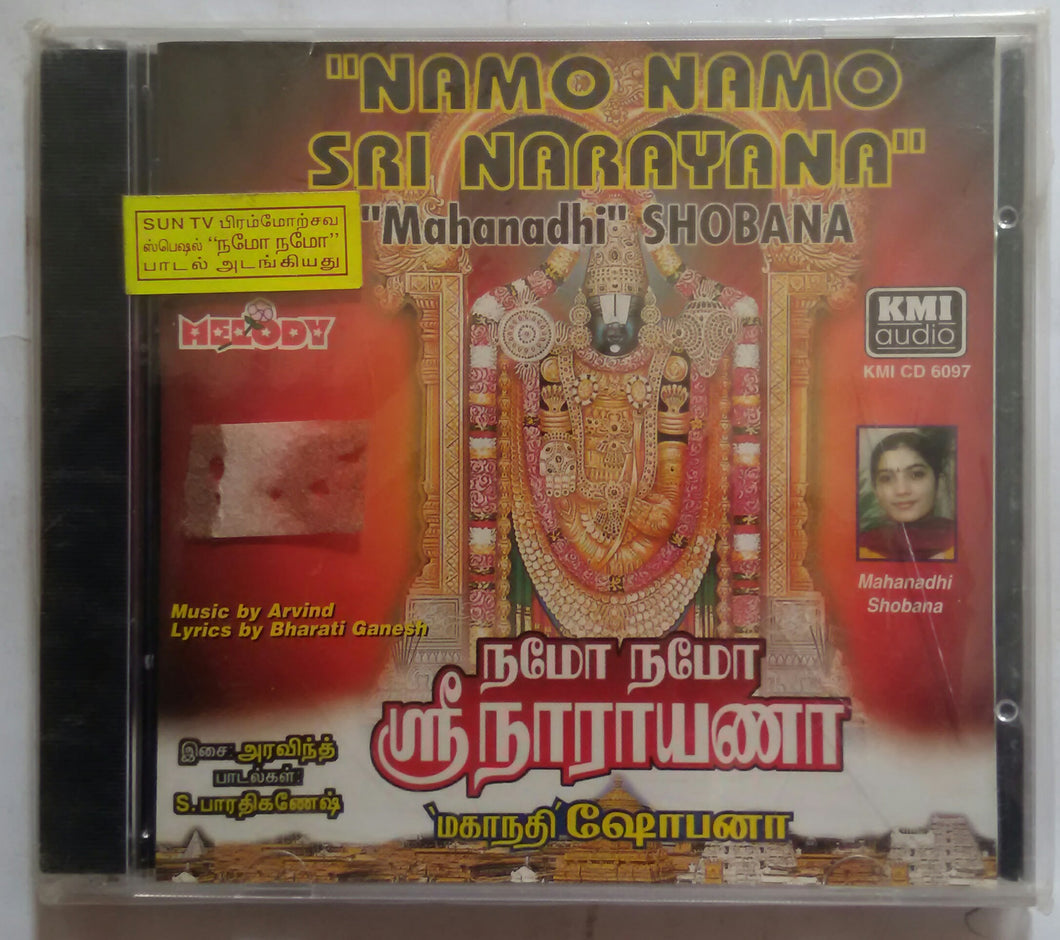 "NAMO NAMO
SRI NARAYANA"
"Mahanadhi" SHOBANA
SUN TV பிரம்மோற்சவ
ஸ்பெஷல் "நமோ நமோ"
பாடல் அடங்கியது
MELODY
KMI
audio
KMI CD 6097
Mahanadhi
Shobana
Music by Arvind
Lyrics by Bharati Ganesh
நமோ நமோ
ஸ்ரீ நாராயணா
இசை: அரவிந்த்
பாடல்கள்:
S. பாரதிகணேஷ்
'மகாநதி' ஷோபனா